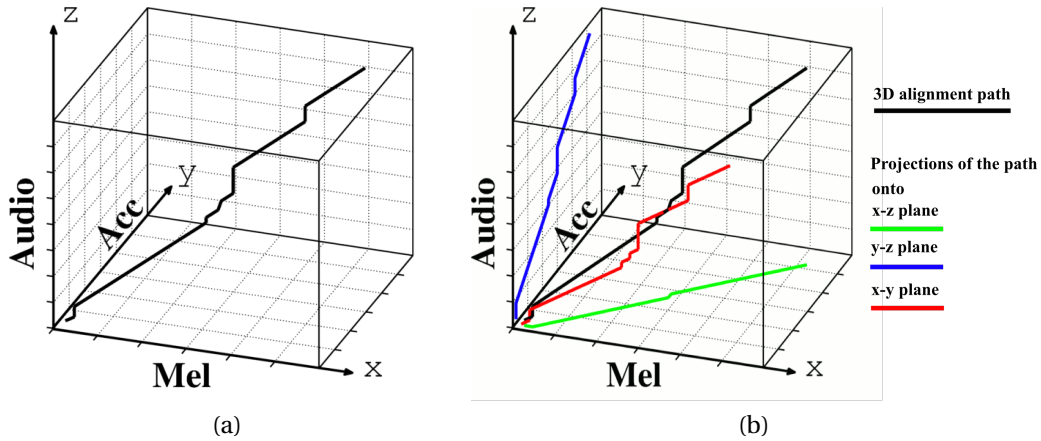 z
y
x
Audio
Acc
Mel
(a)
z
y
x
Audio
Acc
Mel
(b)
3D alignment path
Projections of the path
onto
x-z plane
y-z plane
x-y plane